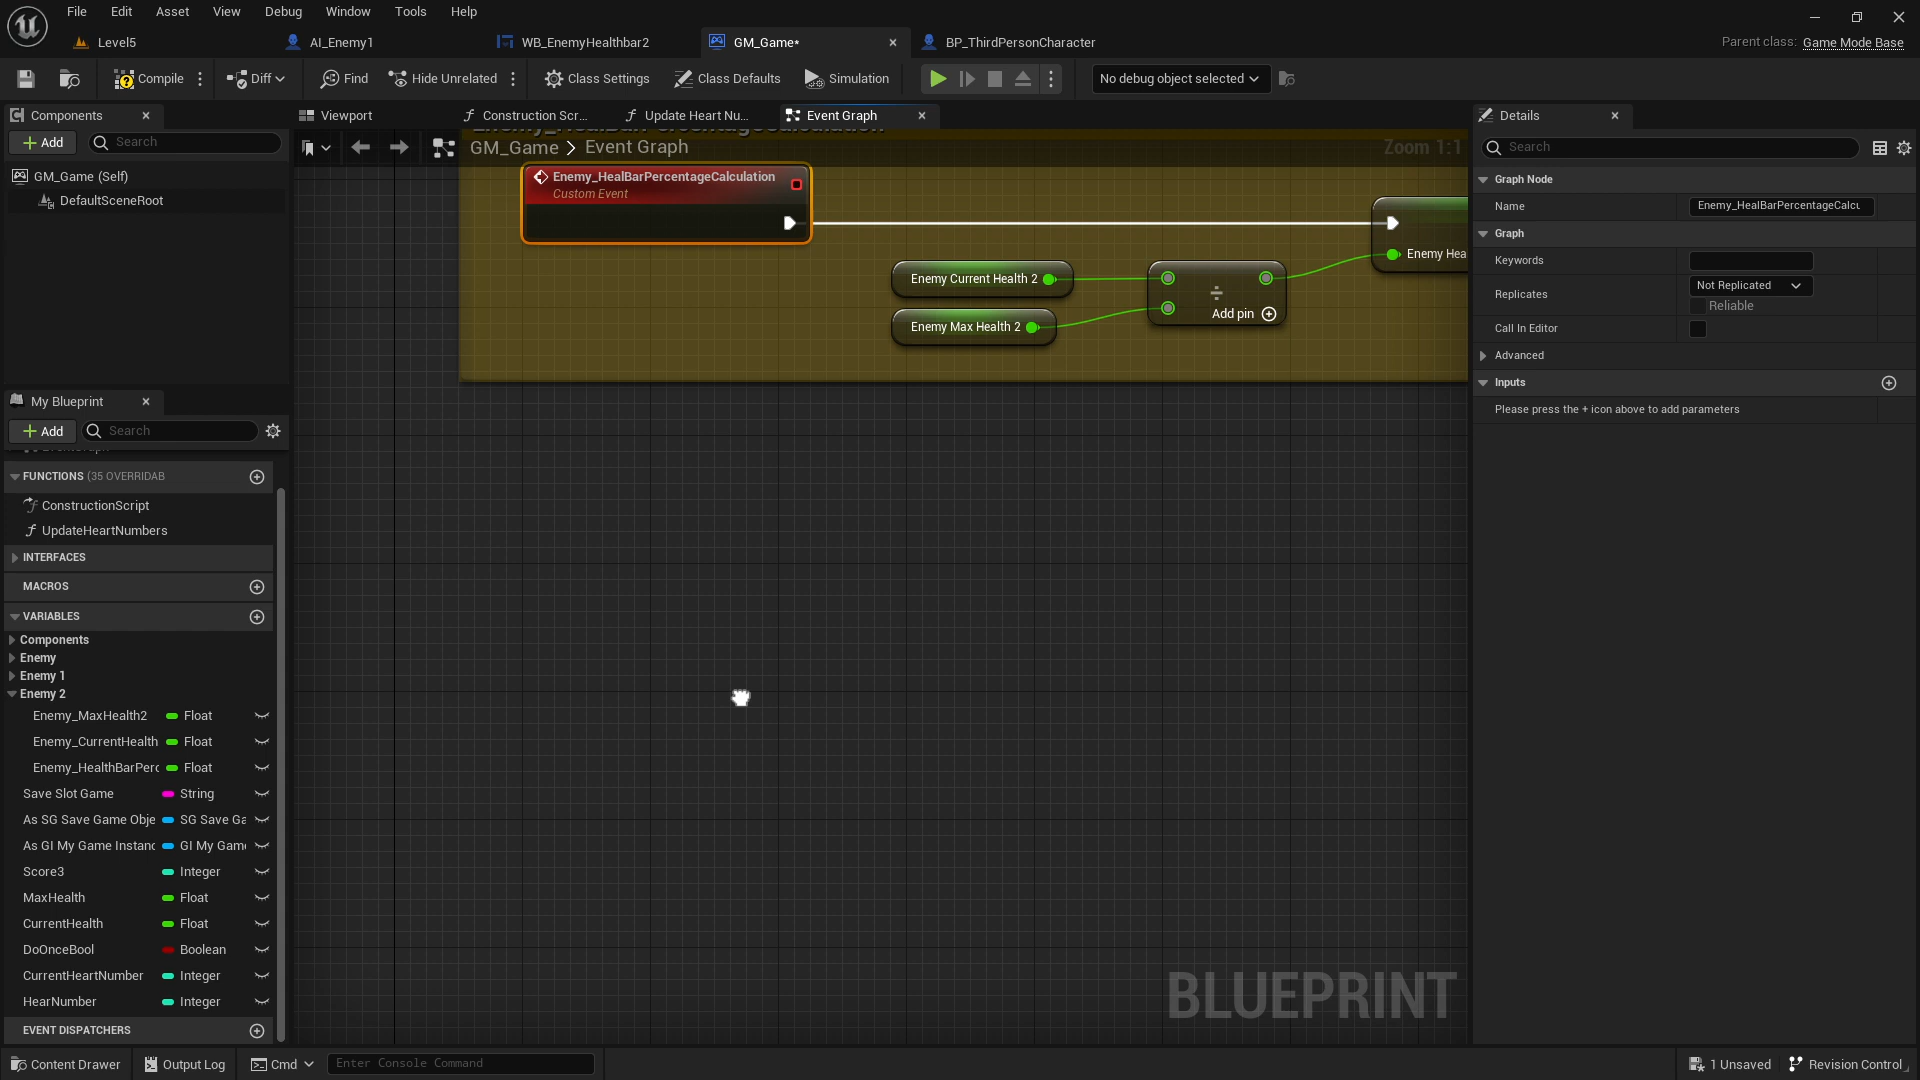 File Edit Asset View Debug Window Tools Help
Level5 AI_Enemy1 WB_EnemyHealthbar2 GM_Game* BP_ThirdPersonCharacter Parent class: Game Mode Base
Compile Diff Find Hide Unrelated Class Settings Class Defaults Simulation No debug object selected
Components Viewport Construction Scr... Update Heart Nu... Event Graph Details
Add Search
GM_Game > Event Graph Zoom 1:1
Search
GM_Game (Self)
DefaultSceneRoot
Enemy_HealBarPercentageCalculation
Enemy_HealBarPercentageCalculation
Custom Event
Enemy Hea
Enemy Current Health 2
Enemy Max Health 2
÷
Add pin
Graph Node
Name Enemy_HealBarPercentageCalcu
Graph
Keywords
Replicates Not Replicated
Reliable
Call In Editor
Advanced
Inputs
Please press the + icon above to add parameters
My Blueprint
Add Search
EventGraph
FUNCTIONS (35 OVERRIDAB
ConstructionScript
UpdateHeartNumbers
INTERFACES
MACROS
VARIABLES
Components
Enemy
Enemy 1
Enemy 2
Enemy_MaxHealth2 Float
Enemy_CurrentHealth Float
Enemy_HealthBarPerc Float
Save Slot Game String
As SG Save Game Obje SG Save Ga
As GI My Game Instanc GI My Game
Score3 Integer
MaxHealth Float
CurrentHealth Float
DoOnceBool Boolean
CurrentHeartNumber Integer
HearNumber Integer
EVENT DISPATCHERS
BLUEPRINT
Content Drawer Output Log Cmd Enter Console Command 1 Unsaved Revision Control